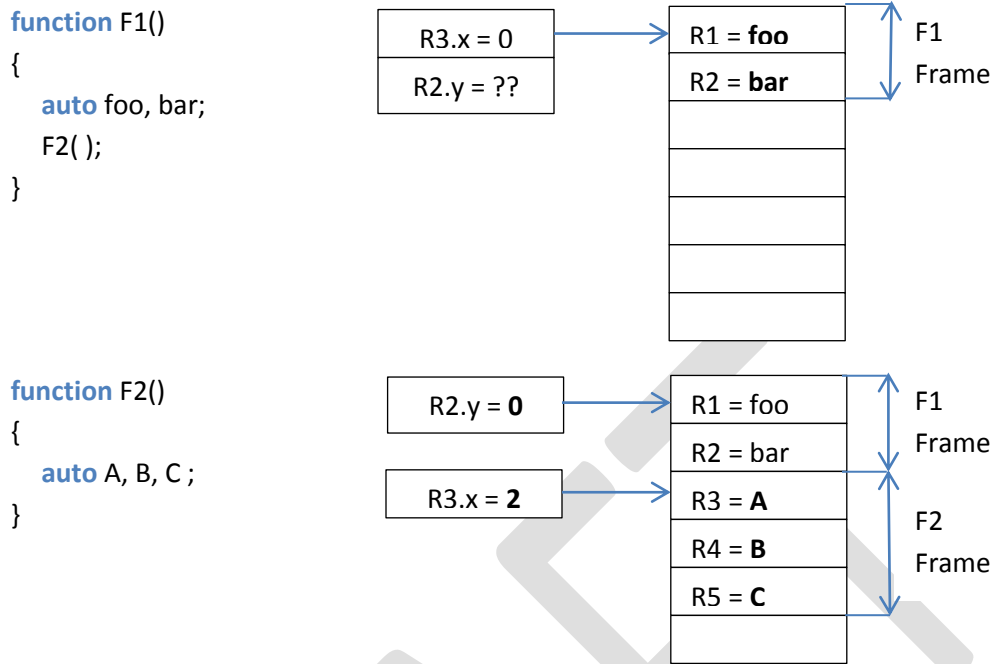 function F1()
{
auto foo, bar;
F2( );
}
R3.x = 0
R2.y = ??
R1 = foo
R2 = bar
F1
Frame
function F2()
{
auto A, B, C ;
}
R2.y = 0
R3.x = 2
R1 = foo
R2 = bar
R3 = A
R4 = B
R5 = C
F1
Frame
F2
Frame